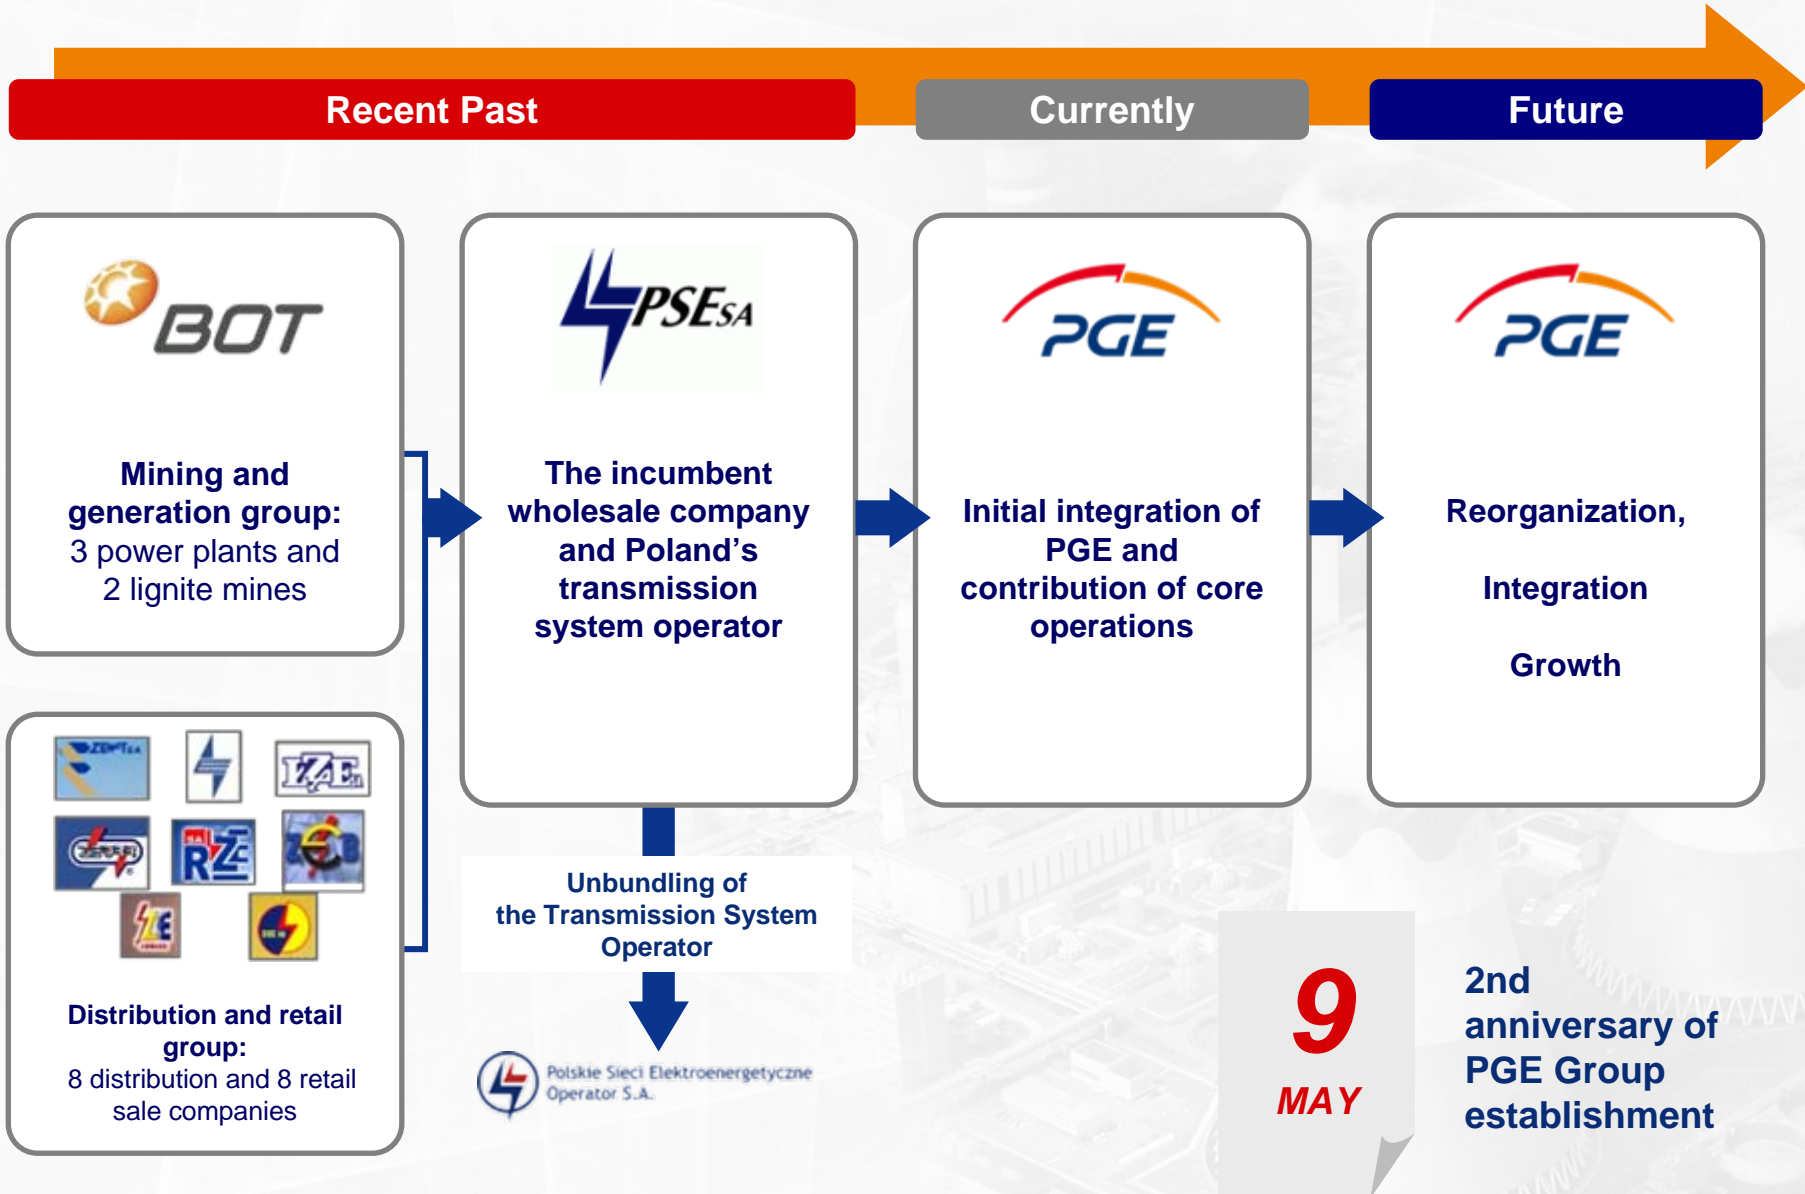 Recent Past
Currently
Future
BOT
Mining and
generation group:
3 power plants and
2 lignite mines
PSE SA
The incumbent
wholesale company
and Poland's
transmission
system operator
PGE
Initial integration of
PGE and
contribution of core
operations
PGE
Reorganization,
Integration
Growth
RZE
Distribution and retail
group:
8 distribution and 8 retail
sale companies
Unbundling of
the Transmission System
Operator
Polskie Sieci Elektroenergetyczne
Operator S.A.
9
MAY
2nd
anniversary of
PGE Group
establishment